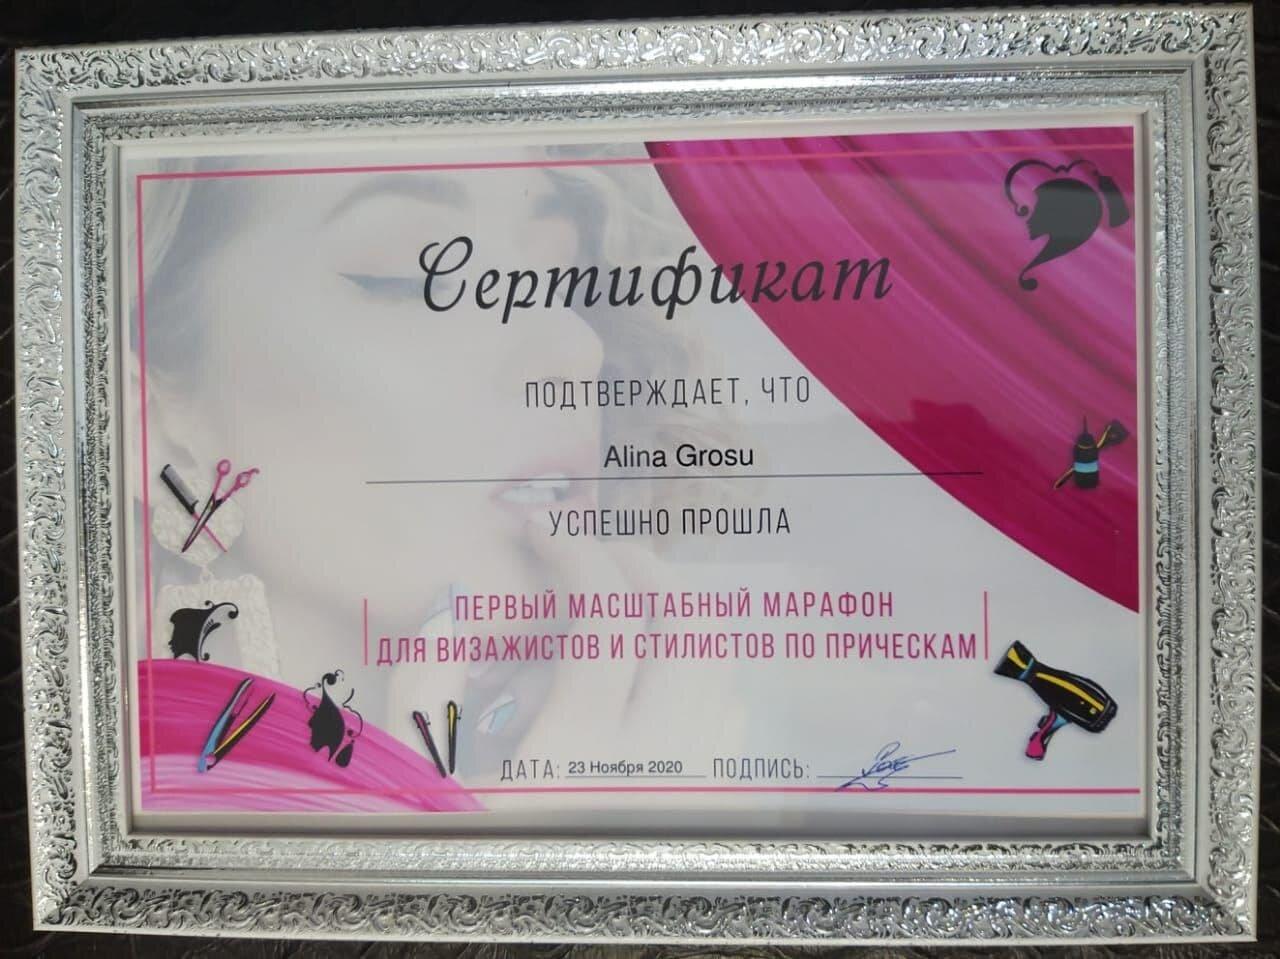 Сертификат
ПОДТВЕРЖДАЕТ, ЧТО
Alina Grosu
УСПЕШНО ПРОШЛА
ПЕРВЫЙ МАСШТАБНЫЙ МАРАФОН
ДЛЯ ВИЗАЖИСТОВ И СТИЛИСТОВ ПО ПРИЧЕСКАМ
ДАТА: 23 Ноября 2020 ПОДПИСЬ: